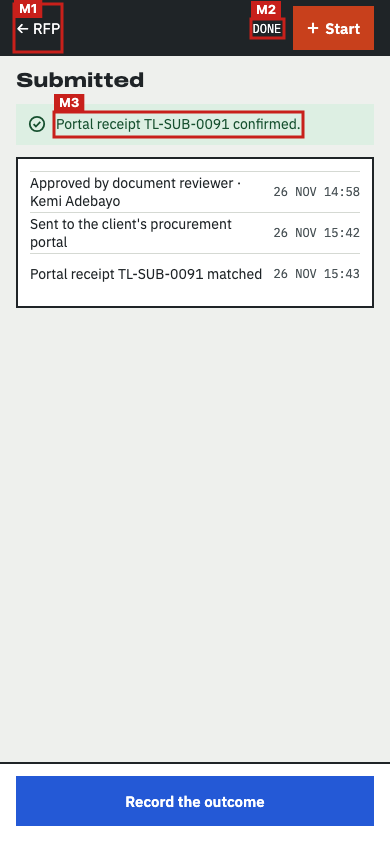 M1
← RFP
M2
DONE
+ Start
Submitted
M3
Portal receipt TL-SUB-0091 confirmed.
Approved by document reviewer ·
Kemi Adebayo
26 NOV 14:58
Sent to the client's procurement
portal
26 NOV 15:42
Portal receipt TL-SUB-0091 matched
26 NOV 15:43
Record the outcome